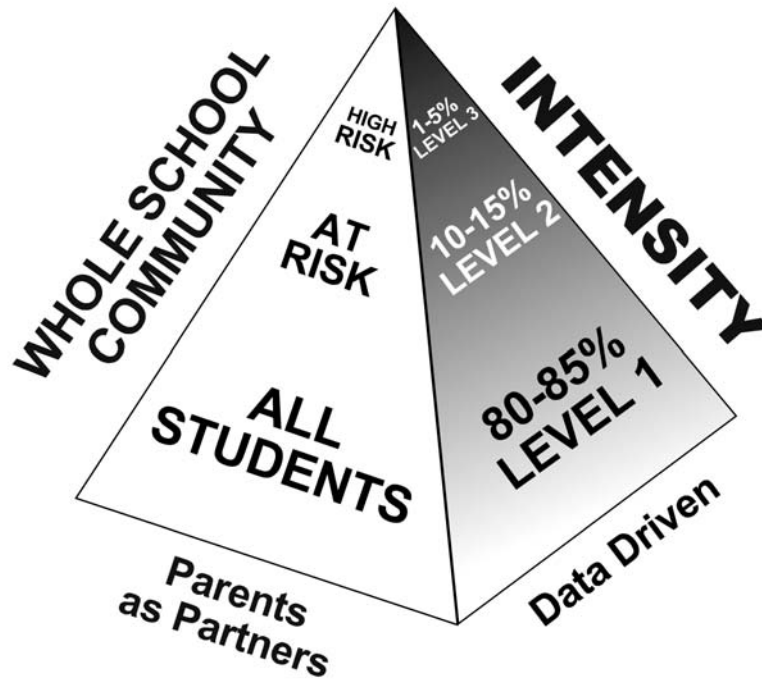 WHOLE SCHOOL
COMMUNITY
INTENSITY
HIGH
RISK
1-5%
LEVEL 3
AT
RISK
10-15%
LEVEL 2
ALL
STUDENTS
80-85%
LEVEL 1
Parents
as Partners
Data Driven